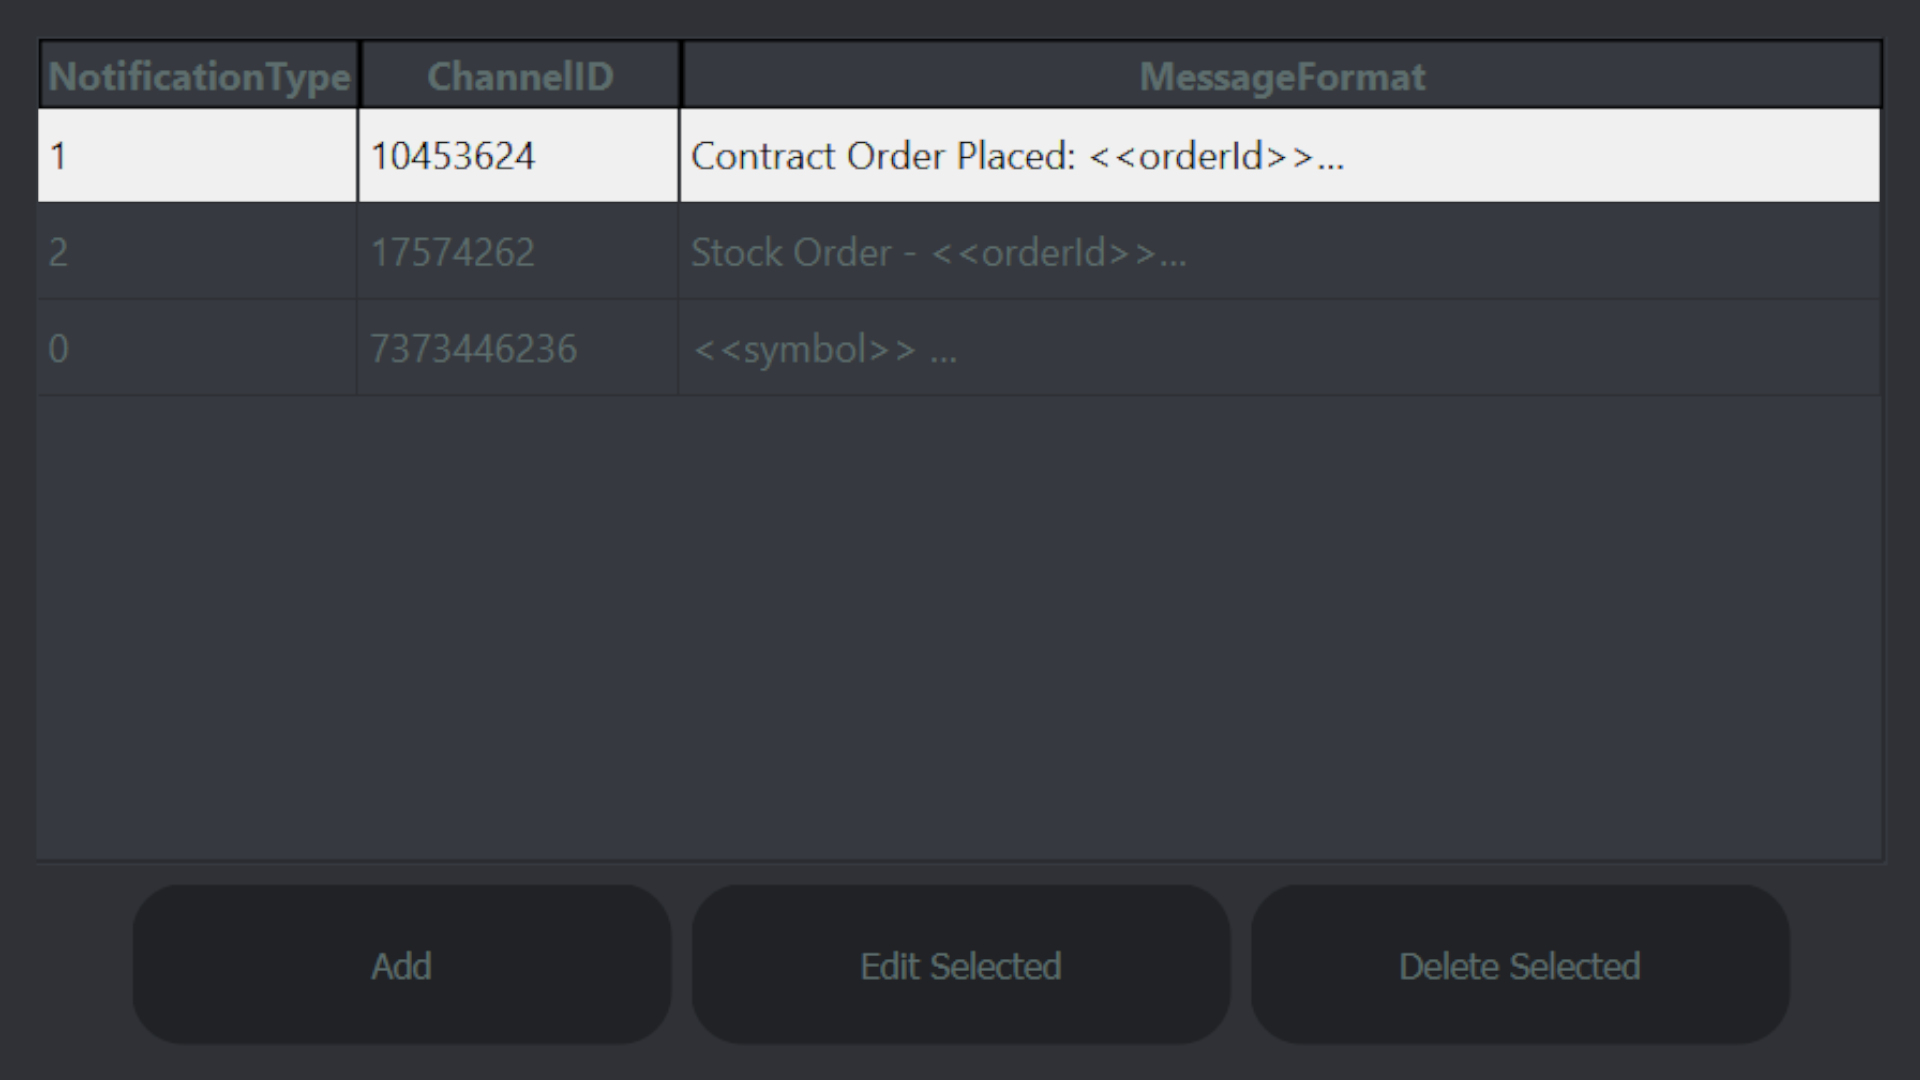 NotificationType ChannelID MessageFormat
1 10453624 Contract Order Placed: <<orderId>>...
2 17574262 Stock Order - <<orderId>>...
0 7373446236 <<symbol>> ...
Add Edit Selected Delete Selected